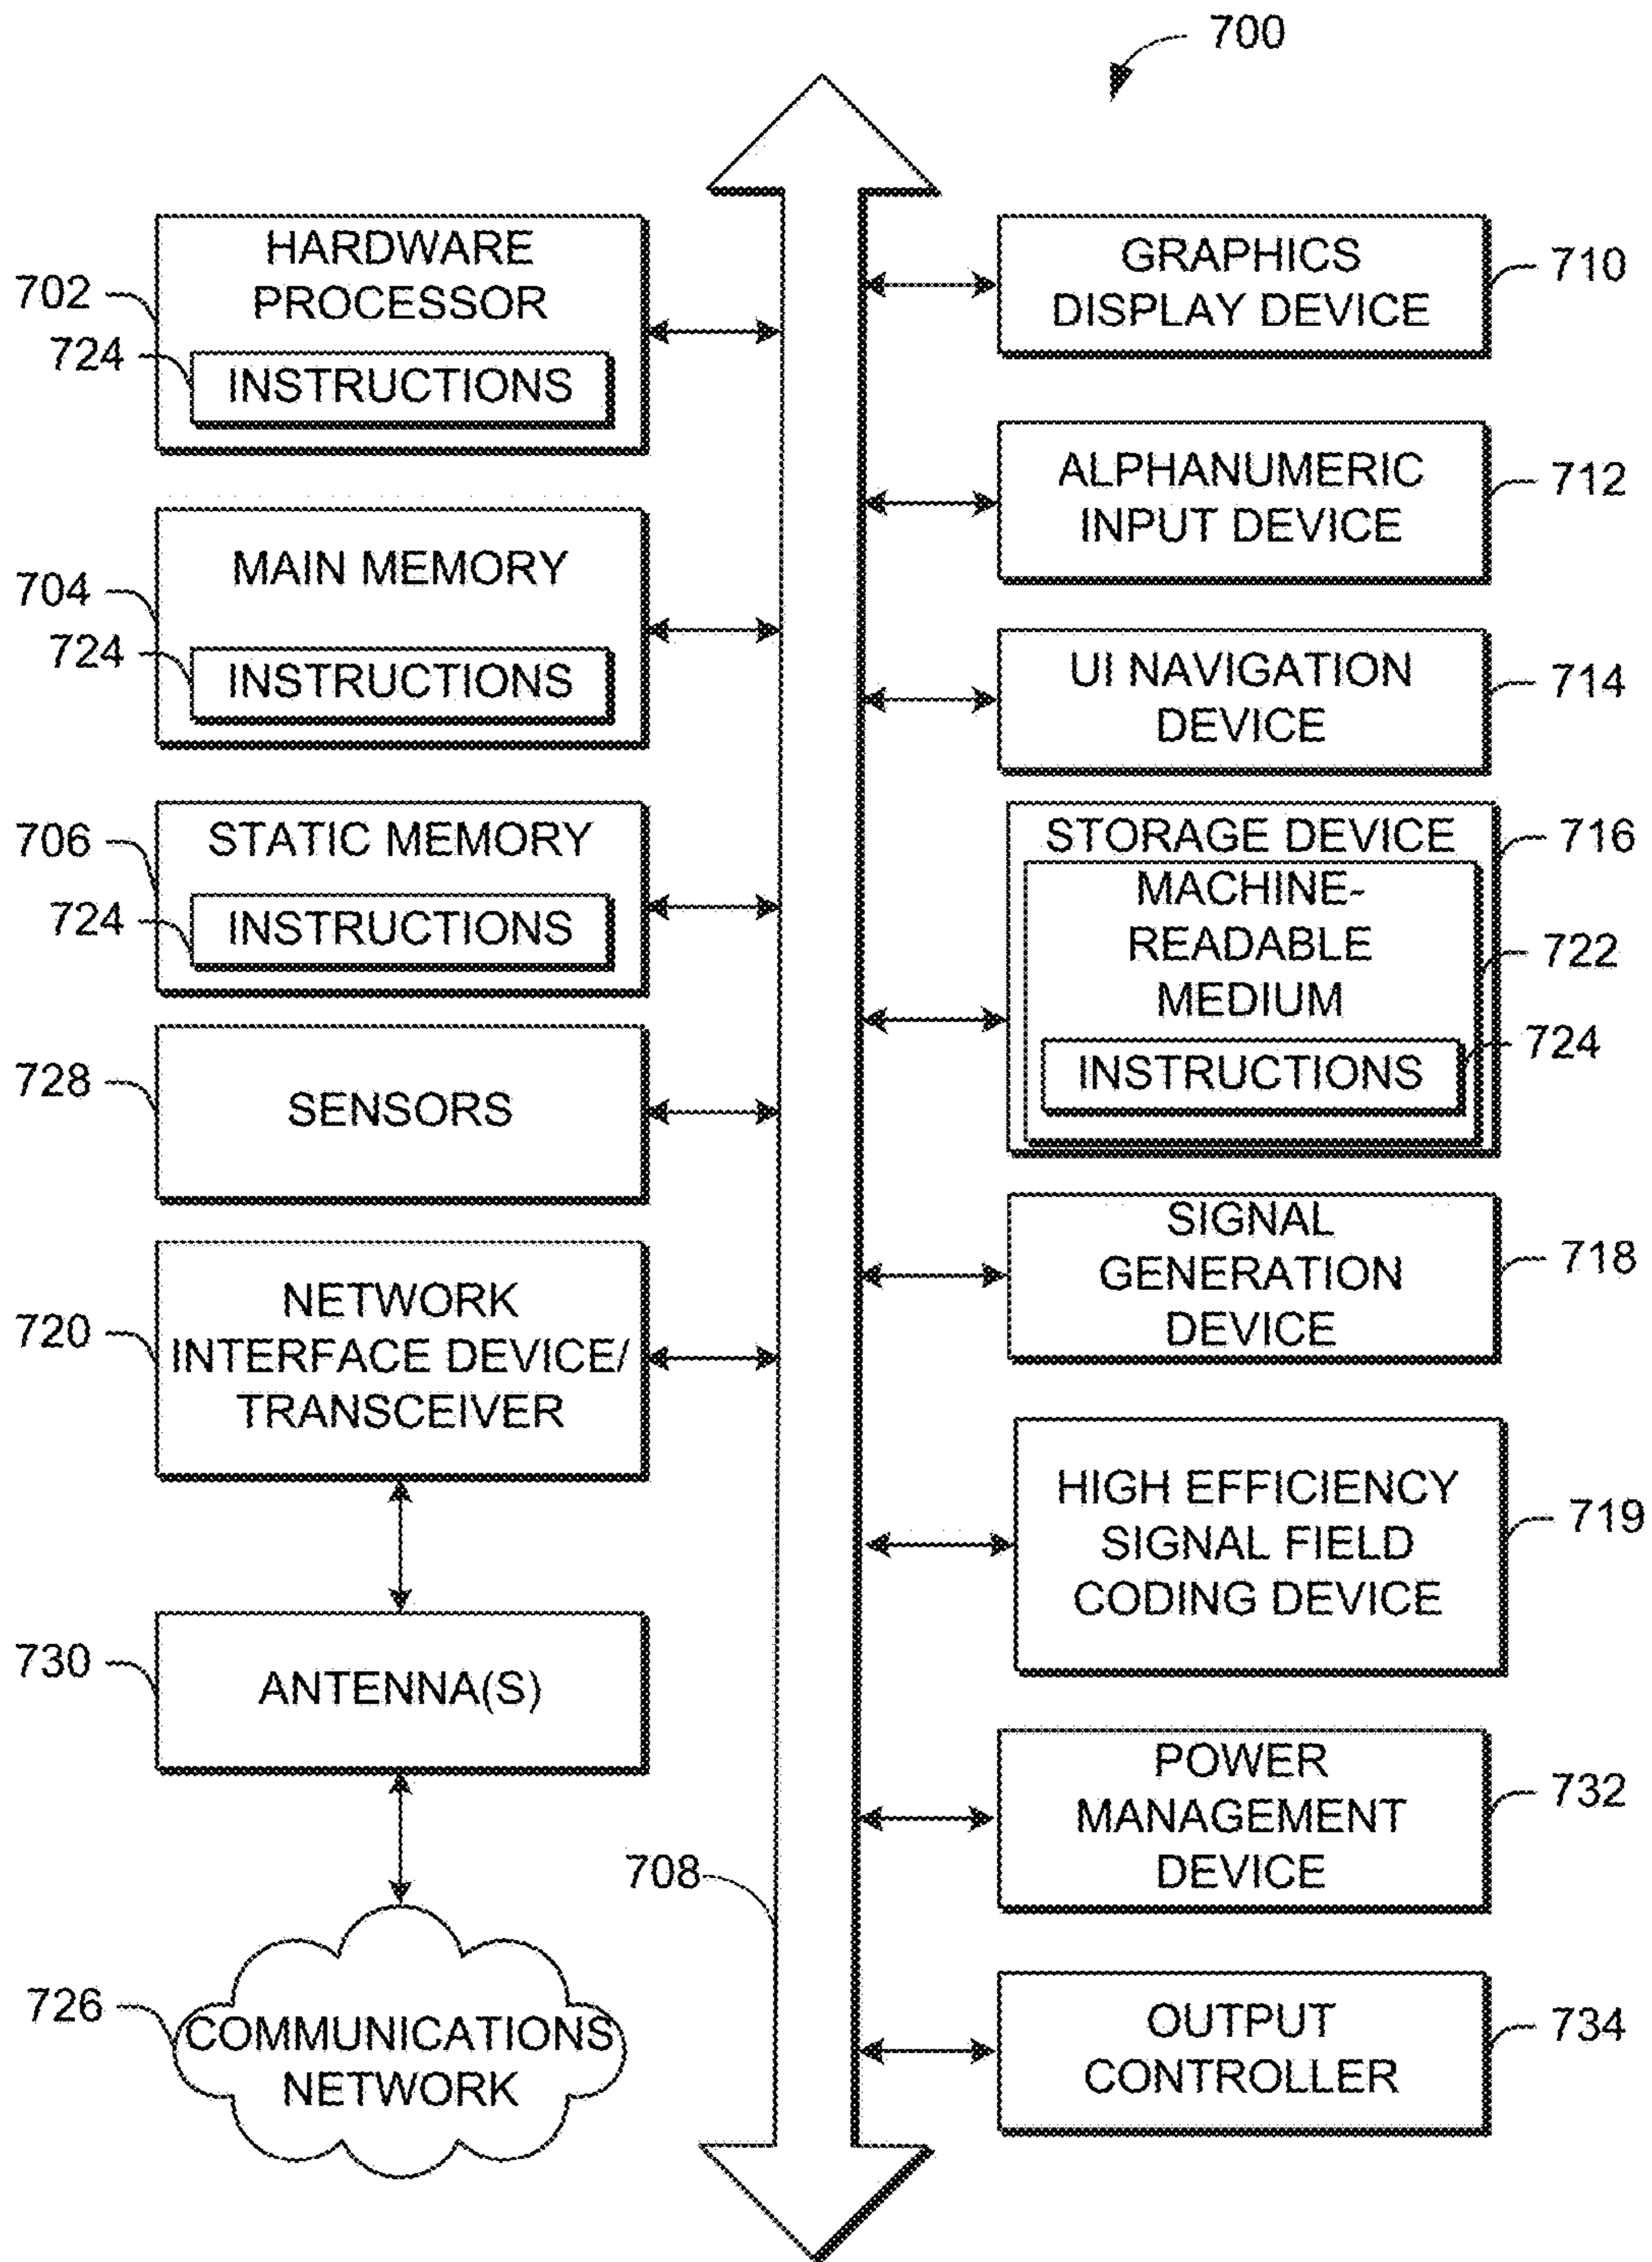 700
HARDWARE
PROCESSOR
702
724
INSTRUCTIONS
MAIN MEMORY
704
724
INSTRUCTIONS
706
STATIC MEMORY
724
INSTRUCTIONS
728
SENSORS
720
NETWORK
INTERFACE DEVICE/
TRANSCEIVER
730
ANTENNA(S)
726
COMMUNICATIONS
NETWORK
708
GRAPHICS
DISPLAY DEVICE
710
ALPHANUMERIC
INPUT DEVICE
712
UI NAVIGATION
DEVICE
714
STORAGE DEVICE
716
MACHINE-
READABLE
MEDIUM
722
INSTRUCTIONS
724
SIGNAL
GENERATION
DEVICE
718
HIGH EFFICIENCY
SIGNAL FIELD
CODING DEVICE
719
POWER
MANAGEMENT
DEVICE
732
OUTPUT
CONTROLLER
734